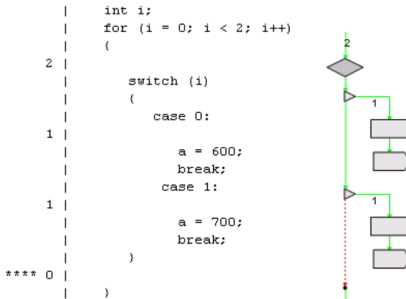 | int i;
| for (i = 0; i < 2; i++)
| {
2 |
| switch (i)
| {
| case 0:
1 |
| a = 600;
| break;
| case 1:
1 |
| a = 700;
| break;
| }
**** 0 |
| }
2
1
1